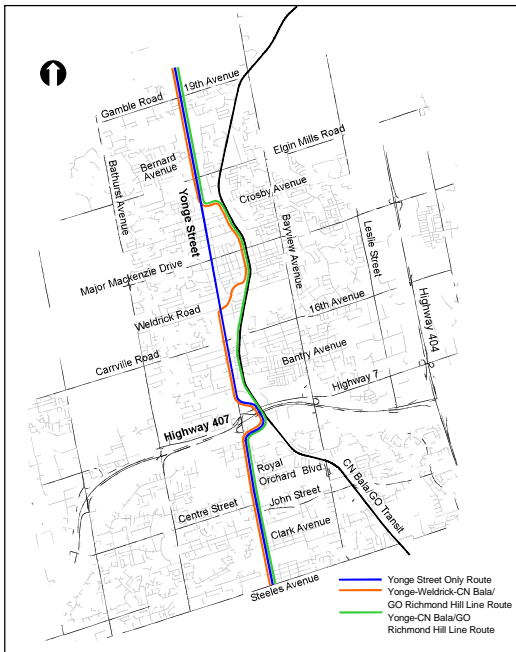 19th Avenue
Gamble Road
Elgin Mills Road
Bernard
Avenue
Bathurst Avenue
Crosby Avenue
Yonge Street
Bayview Avenue
Leslie Street
Major Mackenzie Drive
16th Avenue
Weldrick Road
Highway 404
Carrville Road
Bantry Avenue
Highway 7
Highway 407
Royal
Orchard Blvd.
CN Bala/GO Transit
John Street
Centre Street
Clark Avenue
Steeles Avenue
Yonge Street Only Route
Yonge-Weldrick-CN Bala/
GO Richmond Hill Line Route
Yonge-CN Bala/GO
Richmond Hill Line Route